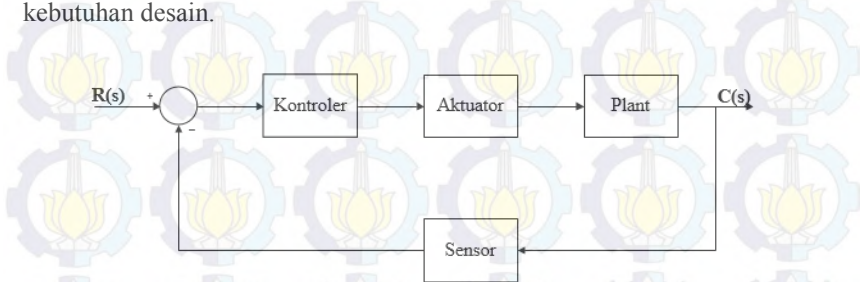 kebutuhan desain.
R(s)
+
−
Kontroler
Aktuator
Plant
C(s)
Sensor